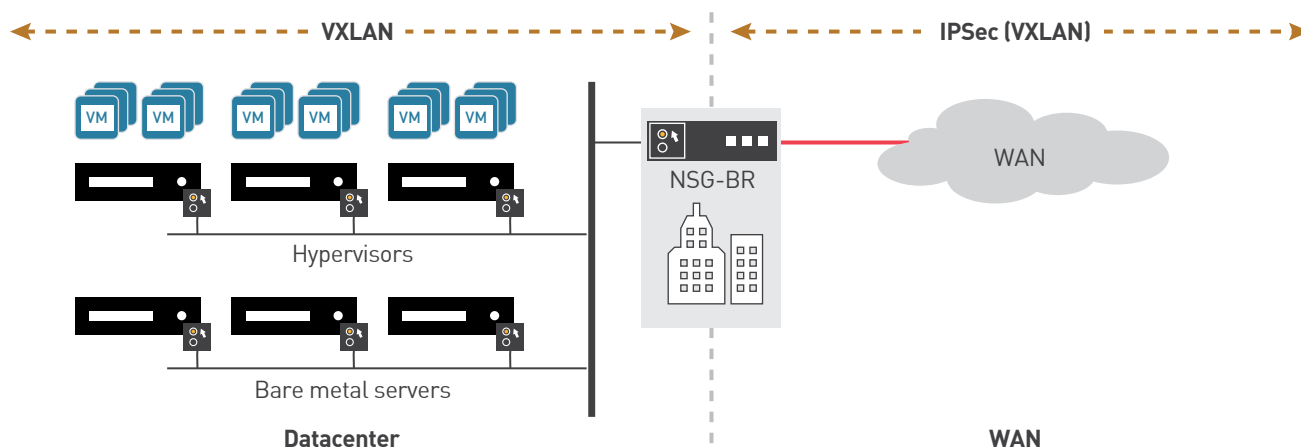 VXLAN
IPSec (VXLAN)
VM VM VM VM VM VM
NSG-BR
WAN
Hypervisors
Bare metal servers
Datacenter
WAN